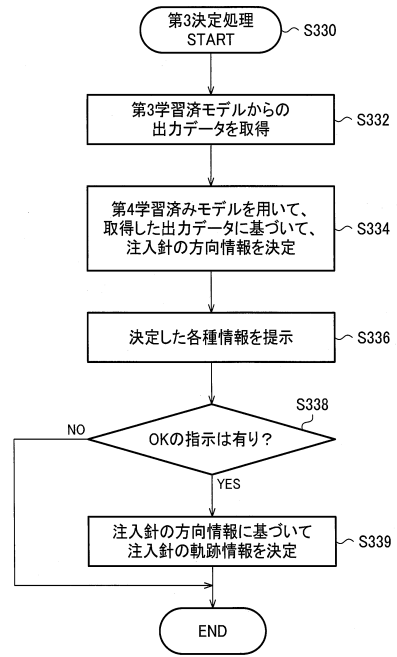 第3決定処理
START
S330
第3学習済モデルからの
出力データを取得
S332
第4学習済みモデルを用いて、
取得した出力データに基づいて、
注入針の方向情報を決定
S334
決定した各種情報を提示
S336
S338
OKの指示は有り？
NO
YES
注入針の方向情報に基づいて
注入針の軌跡情報を決定
S339
END